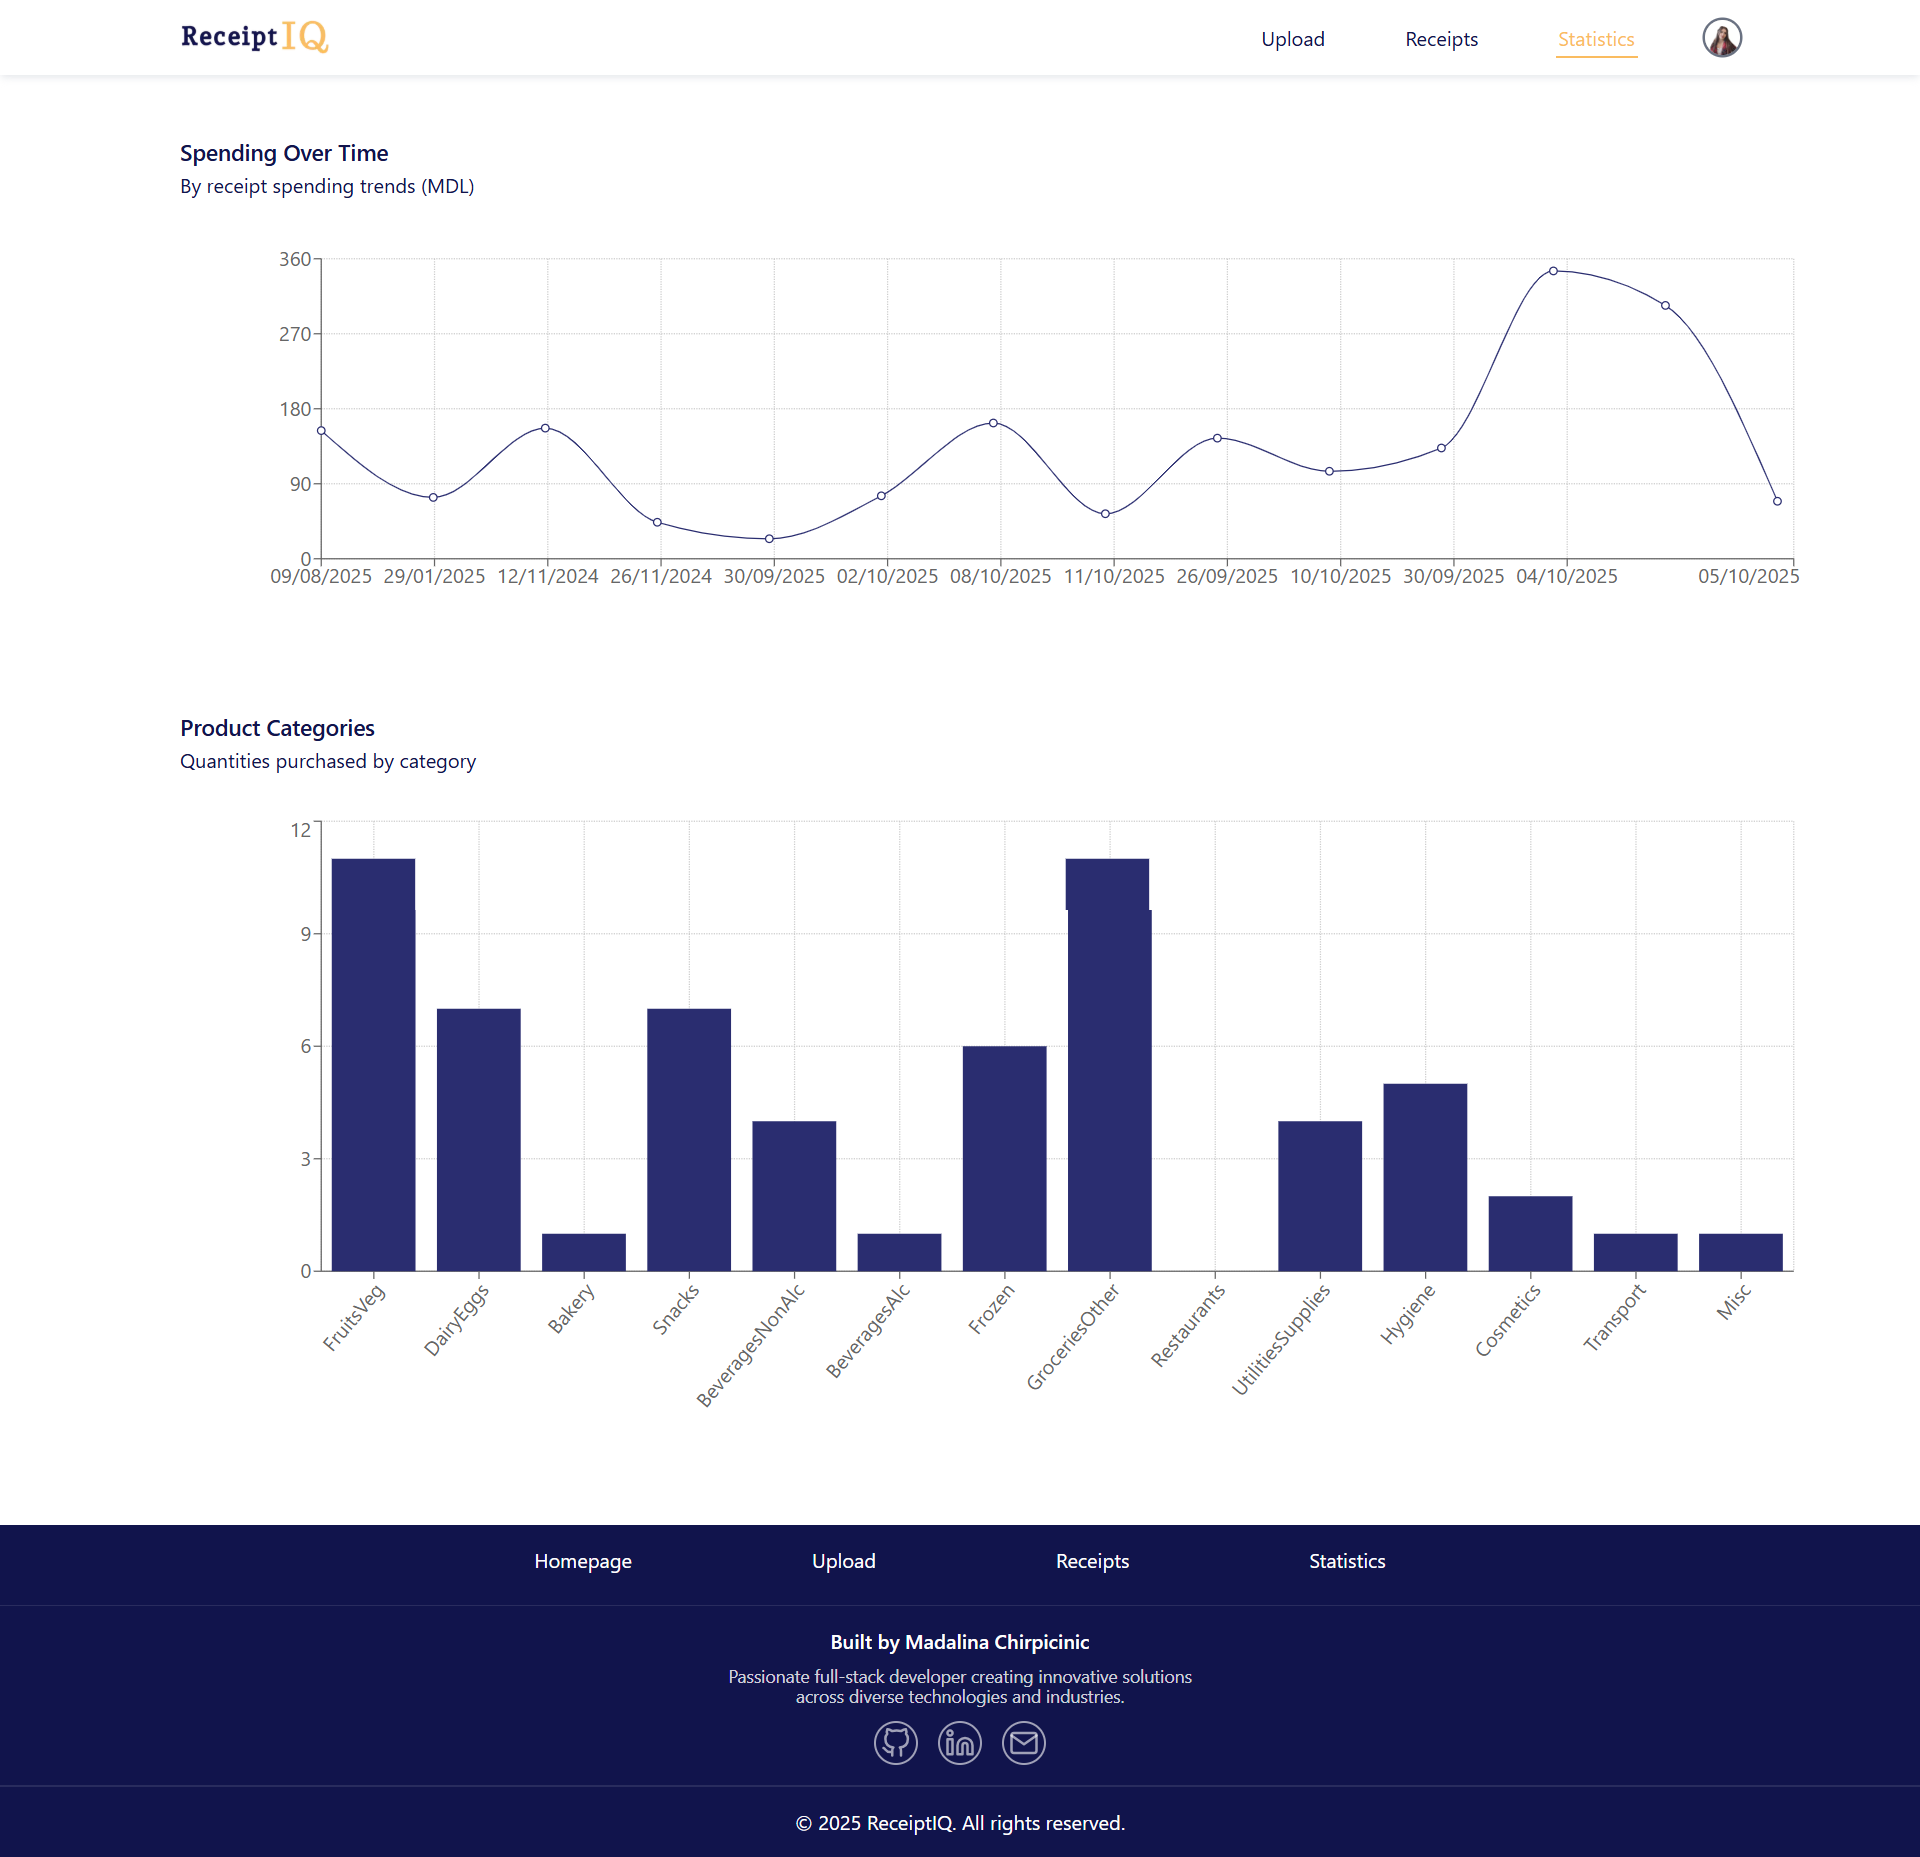 Receipt IQ
Upload
Receipts
Statistics
Spending Over Time
By receipt spending trends (MDL)
360
270
180
90
0
09/08/2025 29/01/2025 12/11/2024 26/11/2024 30/09/2025 02/10/2025 08/10/2025 11/10/2025 26/09/2025 10/10/2025 30/09/2025 04/10/2025 05/10/2025
Product Categories
Quantities purchased by category
12
9
6
3
0
FruitsVeg
DairyEggs
Bakery
Snacks
BeveragesNonAlc
BeveragesAlc
Frozen
GroceriesOther
Restaurants
UtilitiesSupplies
Hygiene
Cosmetics
Transport
Misc
Homepage
Upload
Receipts
Statistics
Built by Madalina Chirpicinic
Passionate full-stack developer creating innovative solutions
across diverse technologies and industries.
in
© 2025 ReceiptIQ. All rights reserved.